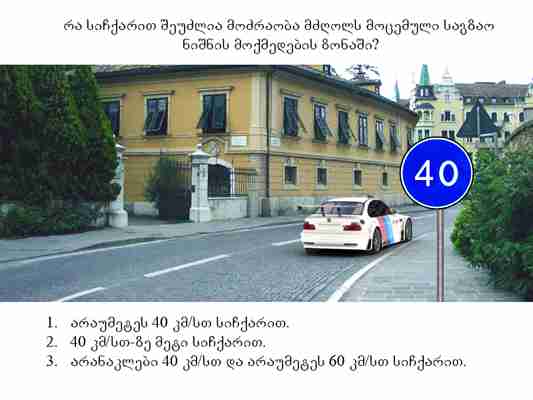 რა სიჩქარით შეუძლია მოძრაობა მძღოლს მოცემული საგზაო
ნიშნის მოქმედების ზონაში?
40
1. არაუმეტეს 40 კმ/სთ სიჩქარით.
2. 40 კმ/სთ-ზე მეტი სიჩქარით.
3. არანაკლები 40 კმ/სთ და არაუმეტეს 60 კმ/სთ სიჩქარით.